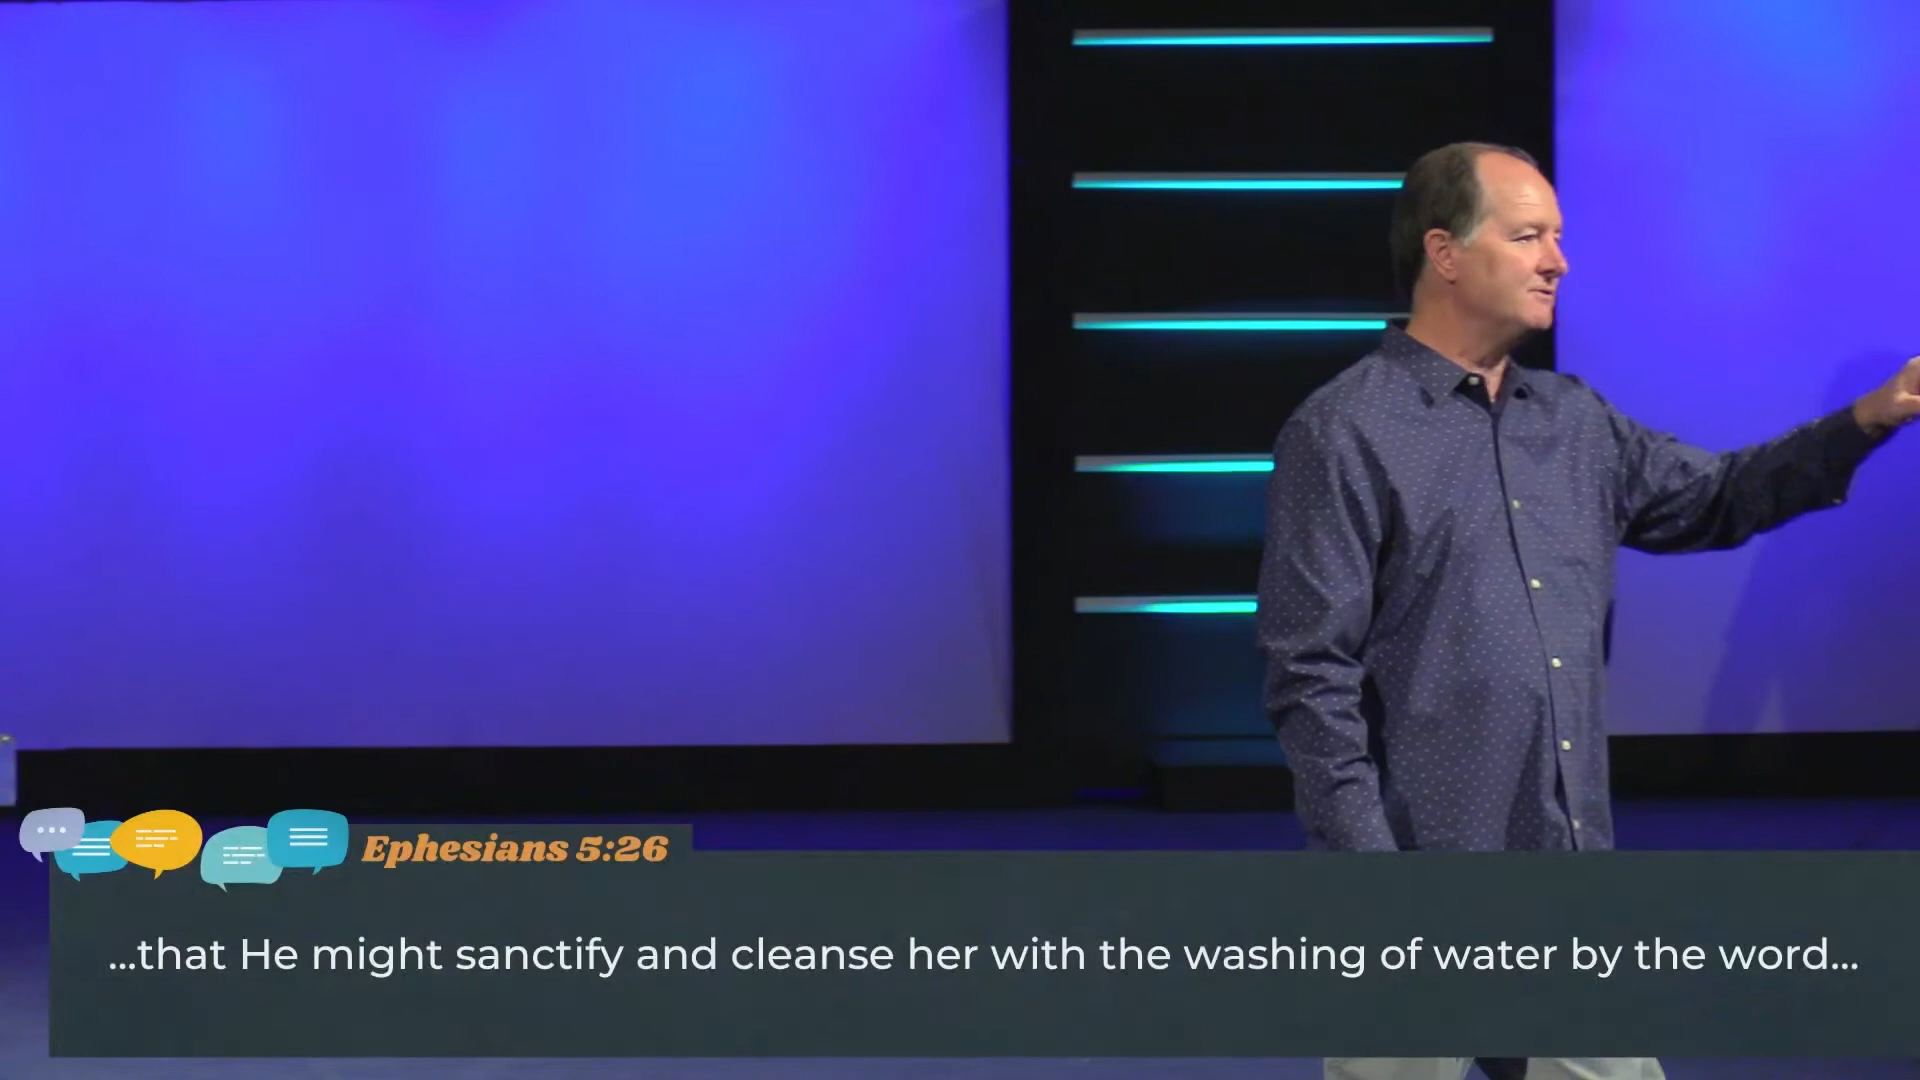 Ephesians 5:26
...that He might sanctify and cleanse her with the washing of water by the word...